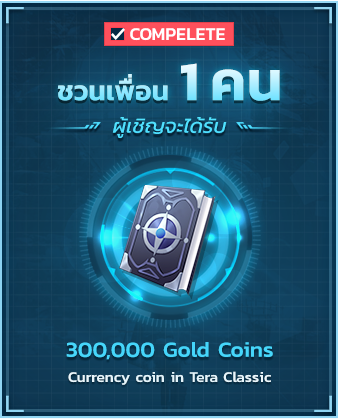 COMPELETE
ชวนเพื่อน 1 คน
ผู้เชิญจะได้รับ
300,000 Gold Coins
Currency coin in Tera Classic